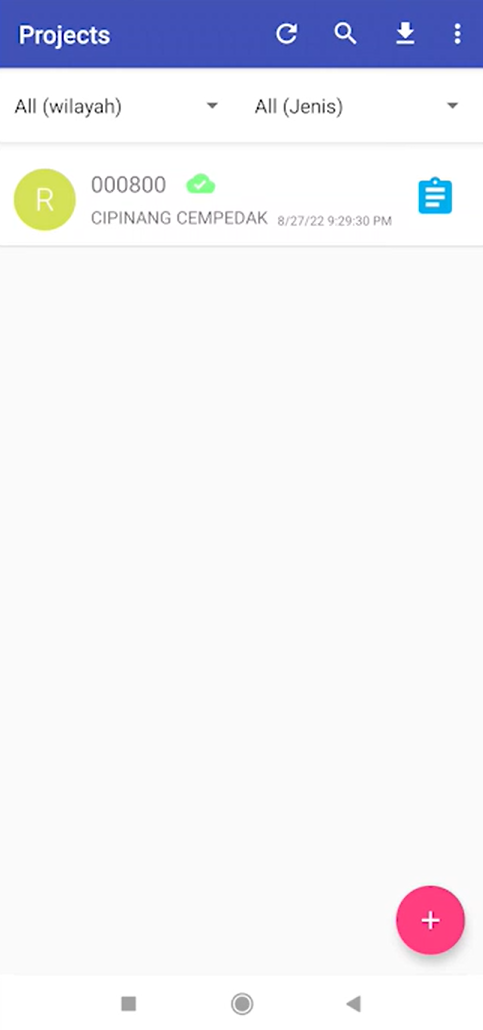 Projects
All (wilayah)
All (Jenis)
R
000800
CIPINANG CEMPEDAK 8/27/22 9:29:30 PM
+